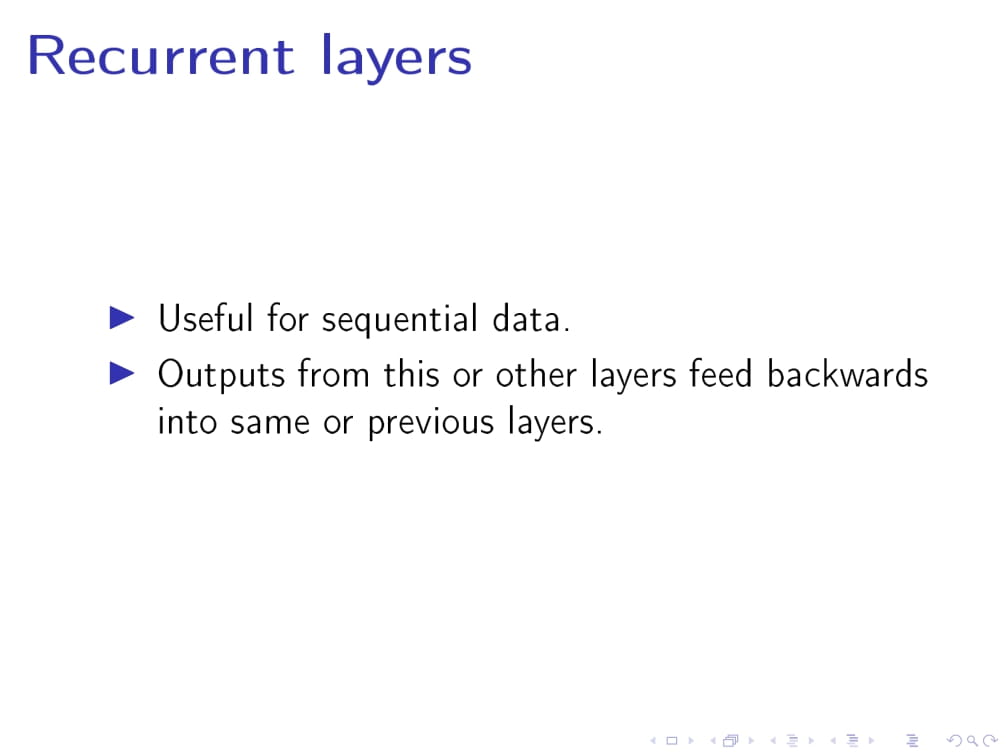 Recurrent layers
Useful for sequential data.
Outputs from this or other layers feed backwards
into same or previous layers.